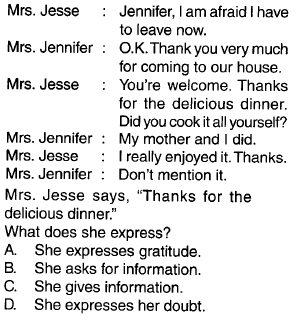 Mrs. Jesse : Jennifer, I am afraid I have
to leave now.
Mrs. Jennifer : O.K. Thank you very much
for coming to our house.
Mrs. Jesse : You're welcome. Thanks
for the delicious dinner.
Did you cook it all yourself?
Mrs. Jennifer : My mother and I did.
Mrs. Jesse : I really enjoyed it. Thanks.
Mrs. Jennifer : Don't mention it.
Mrs. Jesse says, "Thanks for the
delicious dinner."
What does she express?
A. She expresses gratitude.
B. She asks for information.
C. She gives information.
D. She expresses her doubt.